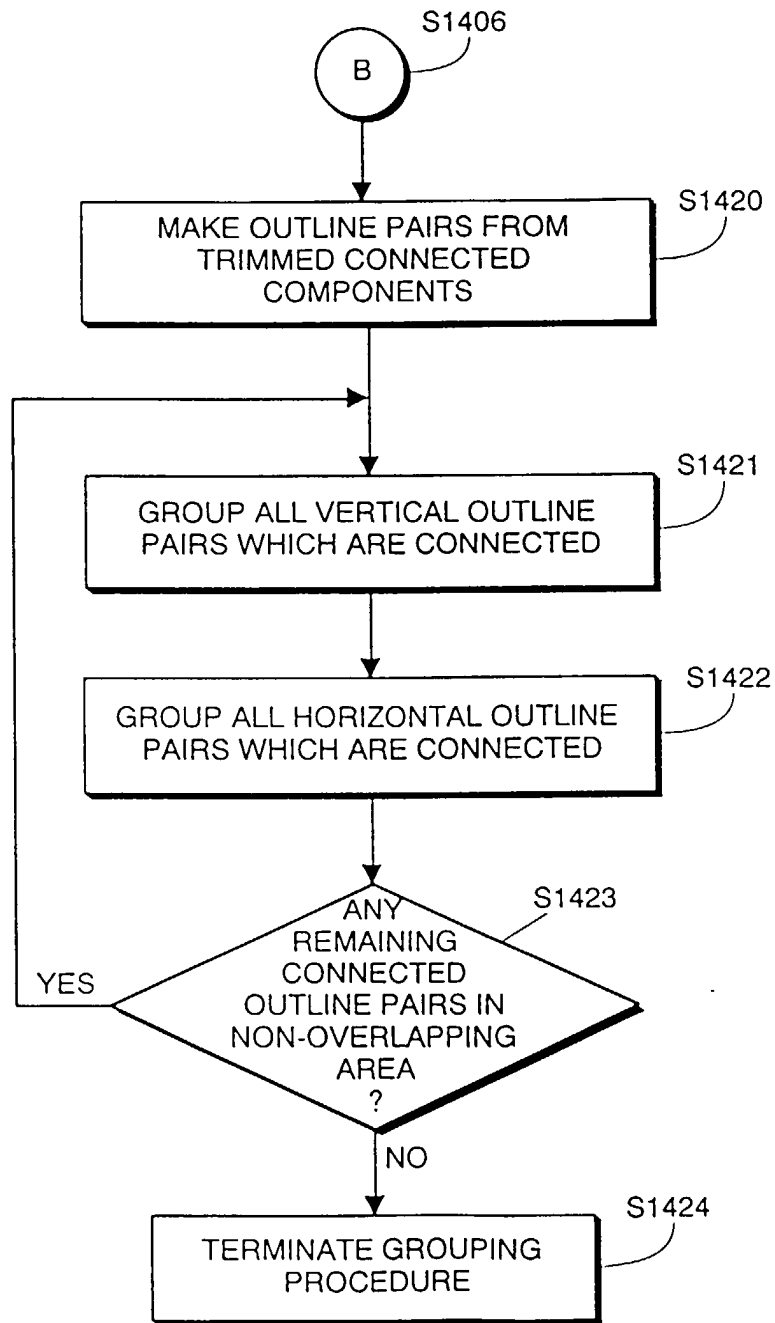 S1406
B
S1420
MAKE OUTLINE PAIRS FROM
TRIMMED CONNECTED
COMPONENTS
S1421
GROUP ALL VERTICAL OUTLINE
PAIRS WHICH ARE CONNECTED
S1422
GROUP ALL HORIZONTAL OUTLINE
PAIRS WHICH ARE CONNECTED
S1423
ANY
REMAINING
CONNECTED
OUTLINE PAIRS IN
NON-OVERLAPPING
AREA
?
YES
NO
S1424
TERMINATE GROUPING
PROCEDURE